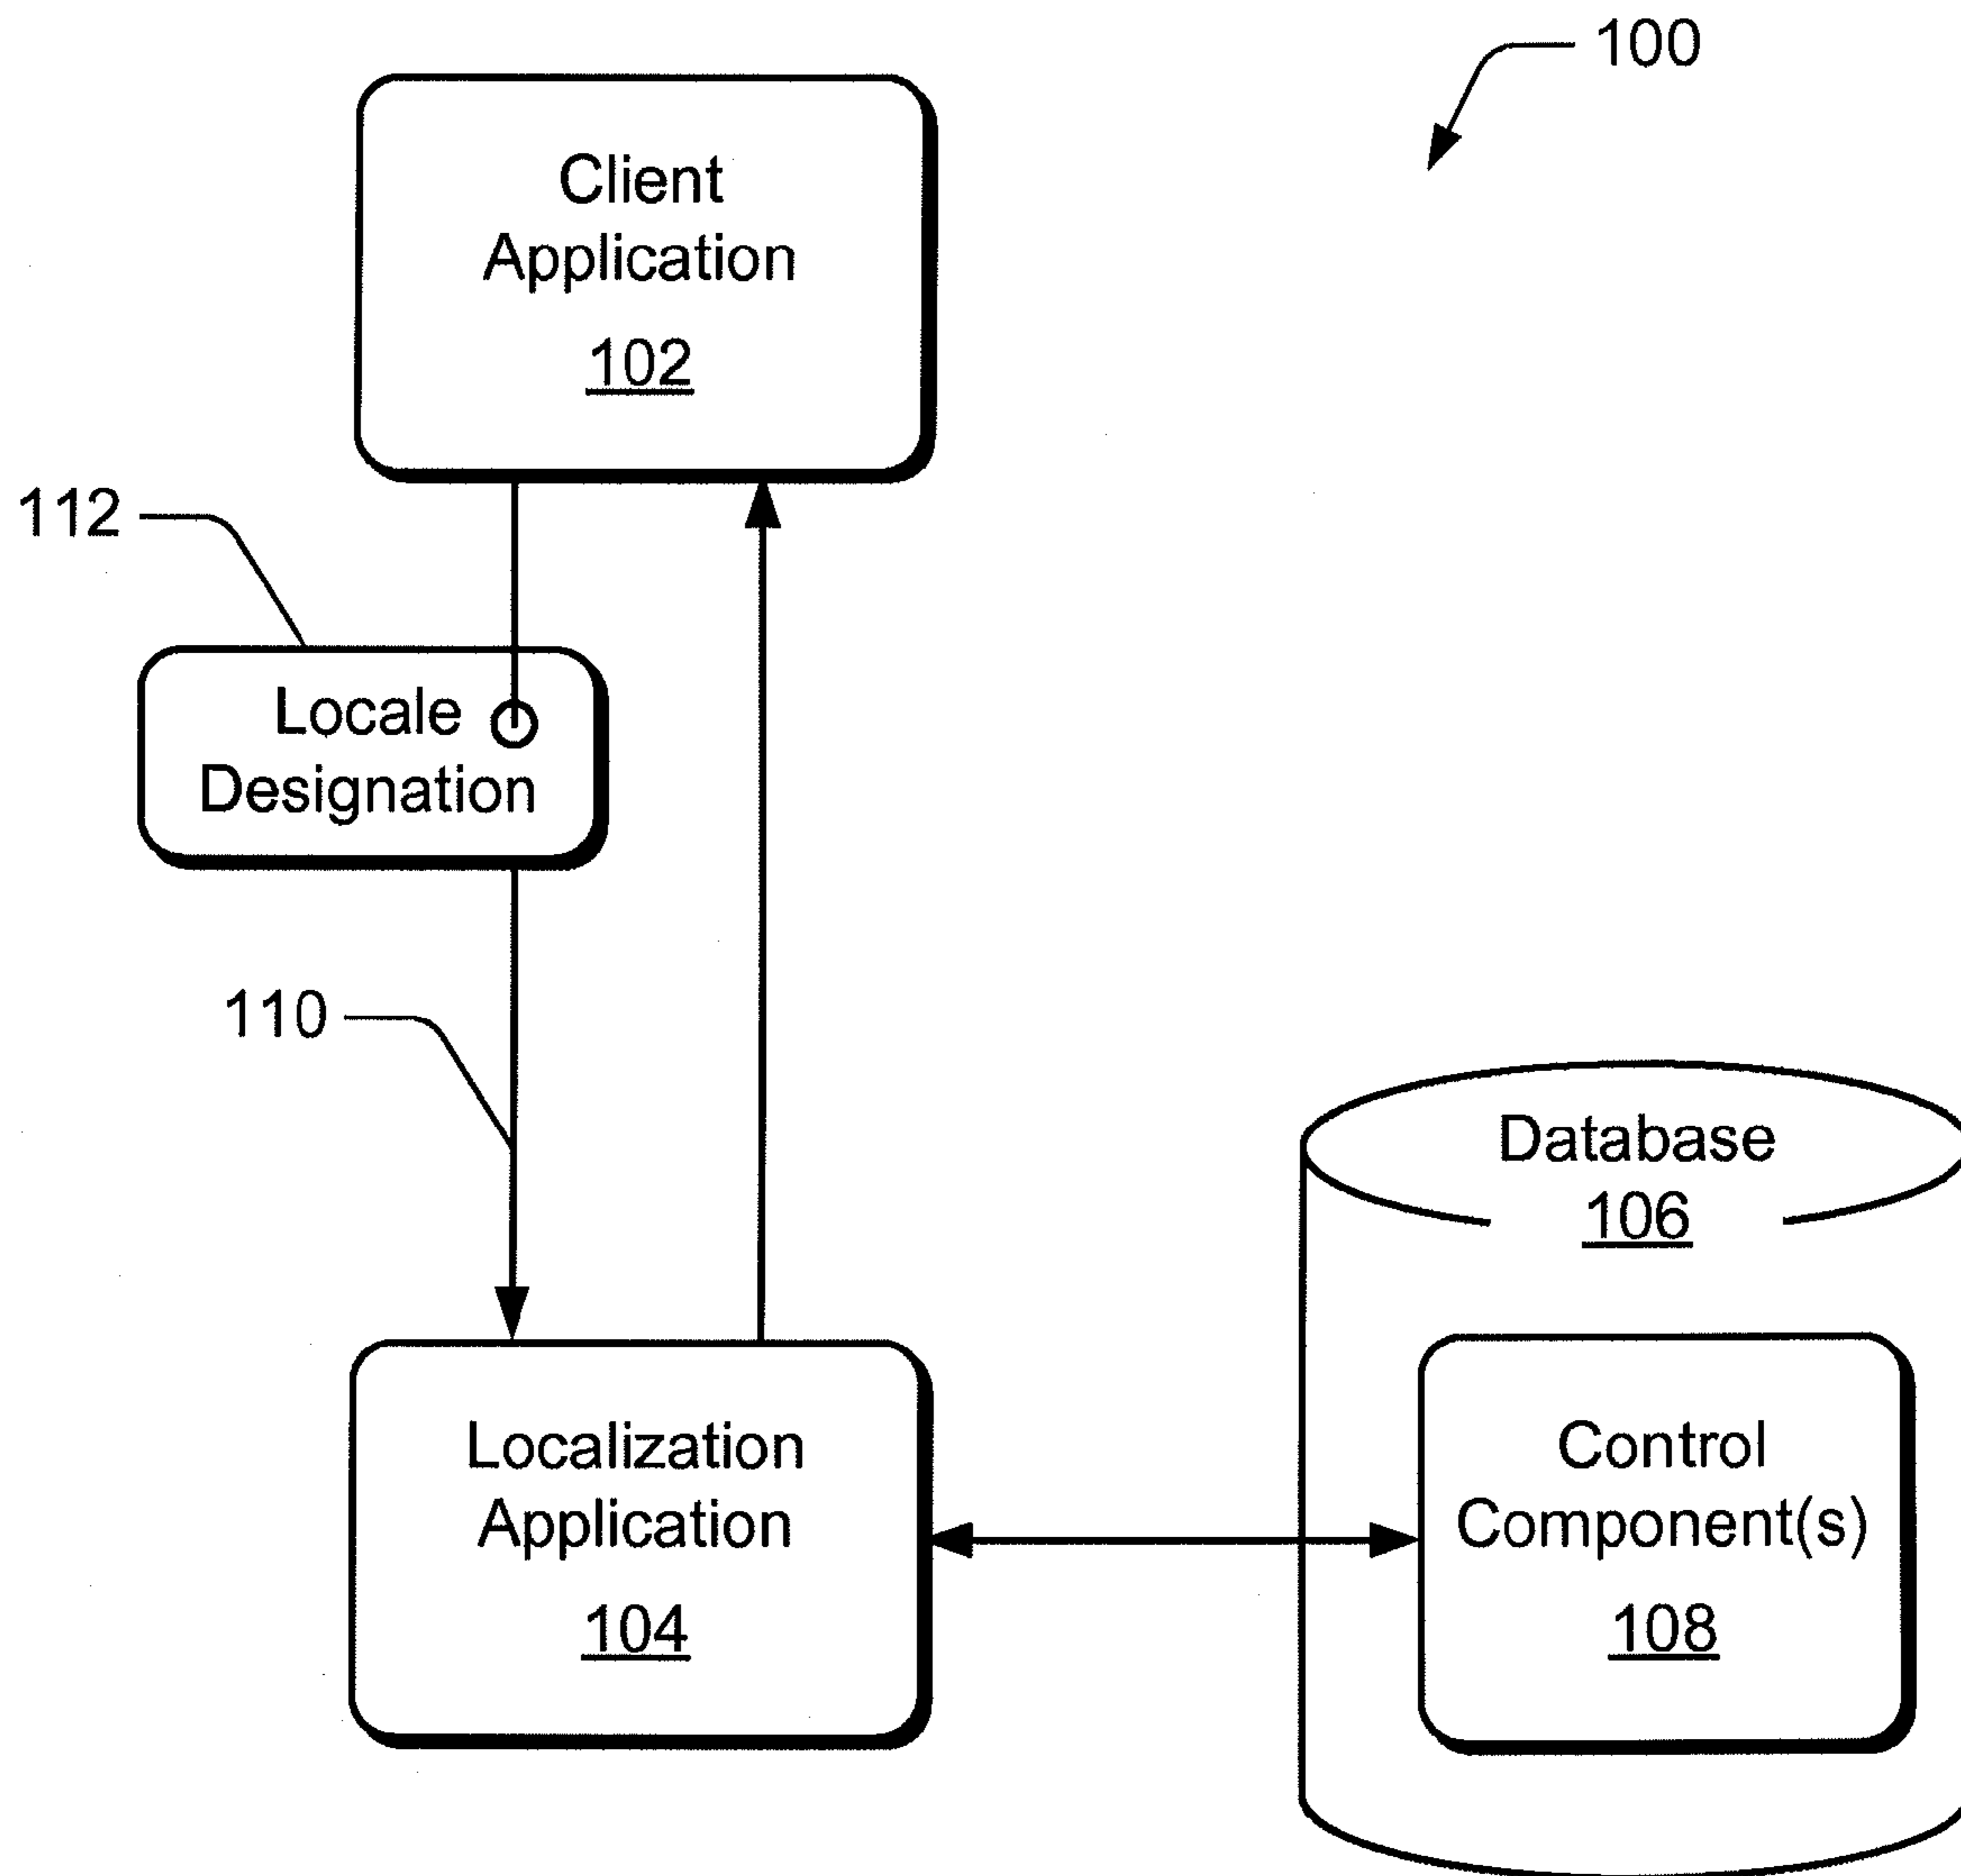 100
Client
Application
102
112
Locale
Designation
110
Database
106
Localization
Application
104
Control
Component(s)
108